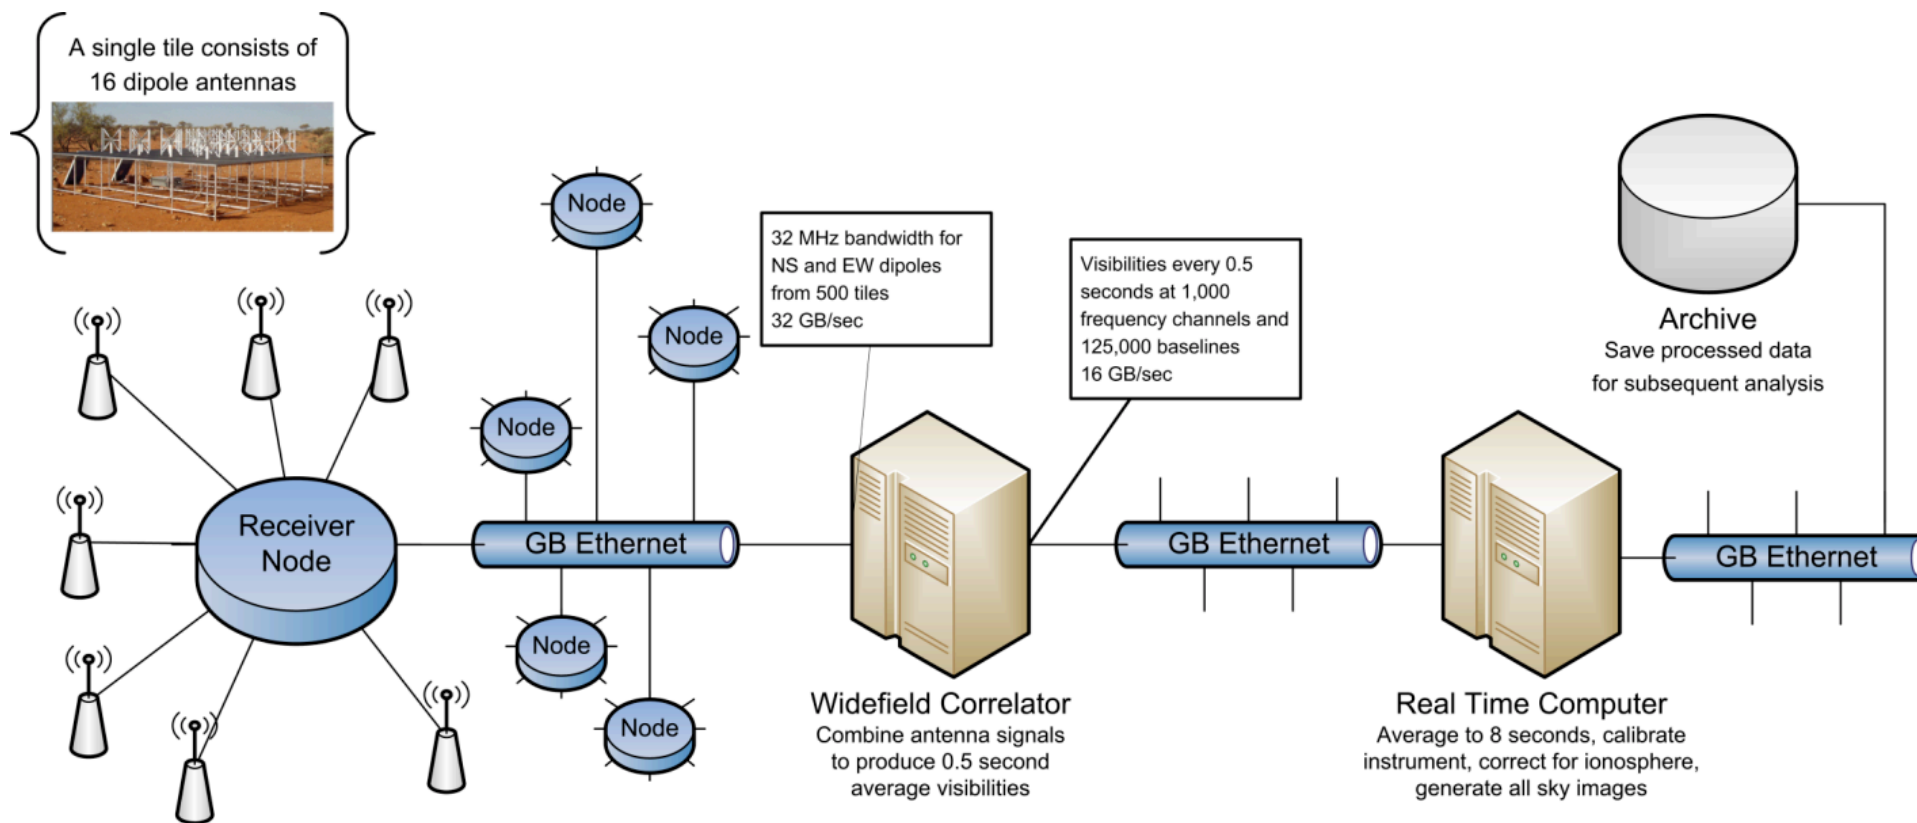 A single tile consists of
16 dipole antennas
Node
Node
Node
Receiver
Node
GB Ethernet
Node
Node
32 MHz bandwidth for
NS and EW dipoles
from 500 tiles
32 GB/sec
Visibilities every 0.5
seconds at 1,000
frequency channels and
125,000 baselines
16 GB/sec
Widefield Correlator
Combine antenna signals
to produce 0.5 second
average visibilities
GB Ethernet
Real Time Computer
Average to 8 seconds, calibrate
instrument, correct for ionosphere,
generate all sky images
Archive
Save processed data
for subsequent analysis
GB Ethernet